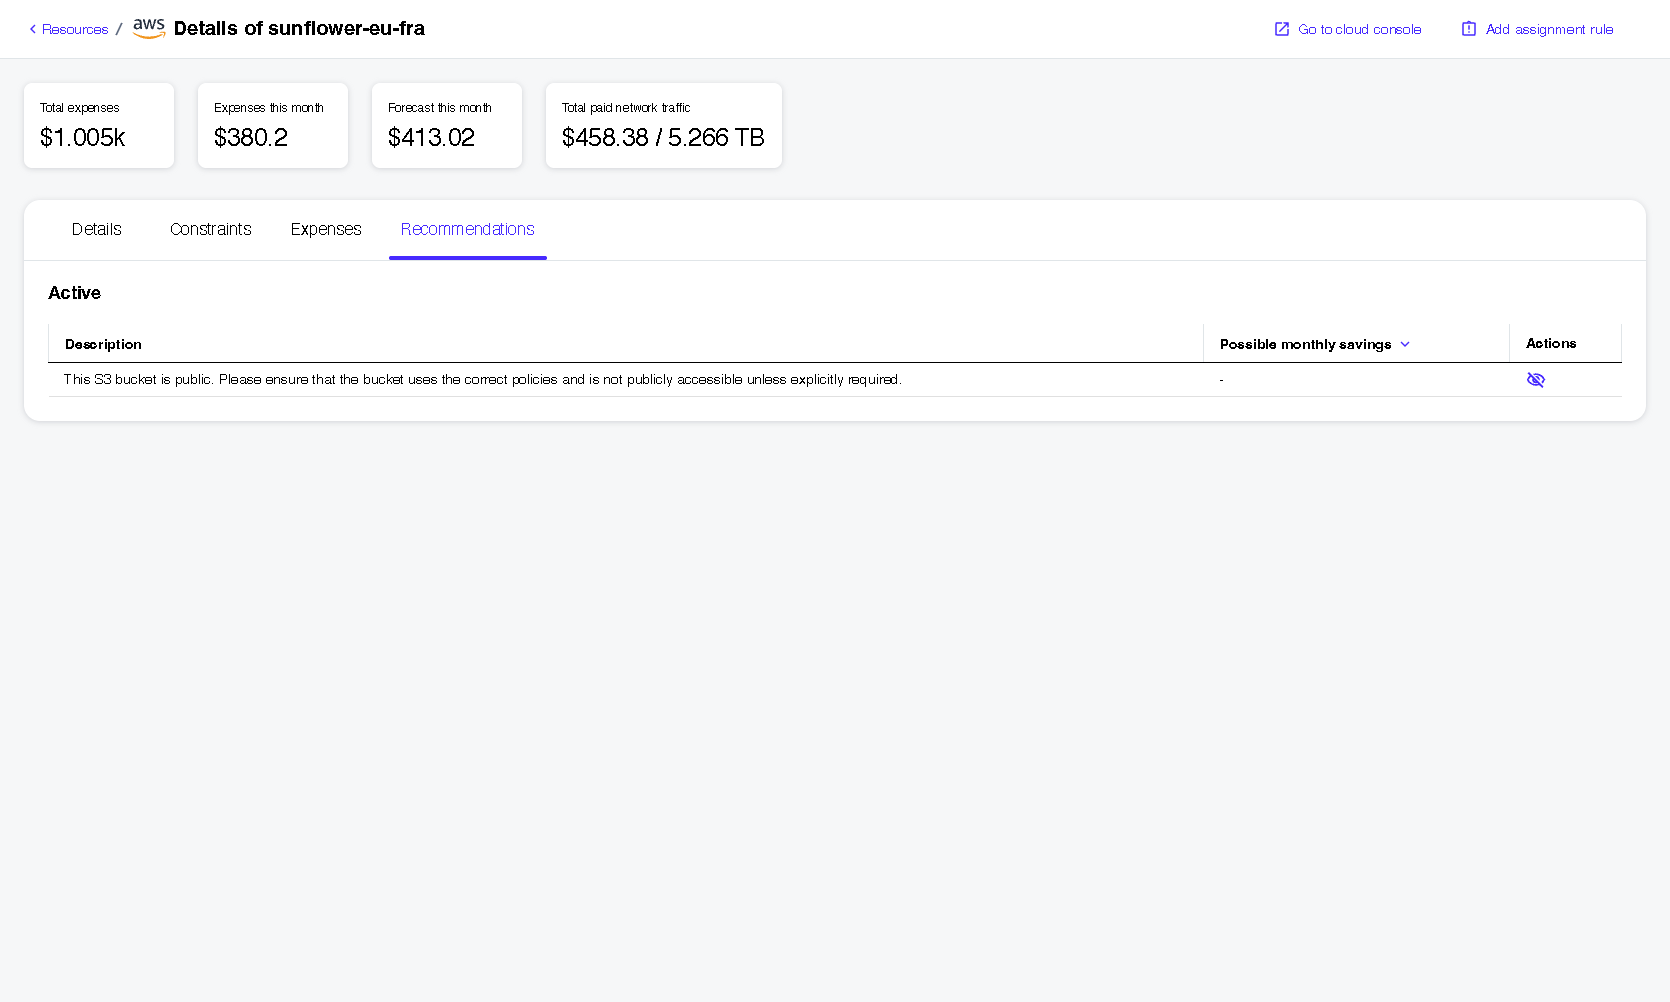 Resources / aws Details of sunflower-eu-fra
Go to cloud console
Add assignment rule
Total expenses
$1.005k
Expenses this month
$380.2
Forecast this month
$413.02
Total paid network traffic
$458.38 / 5.266 TB
Details
Constraints
Expenses
Recommendations
Active
Description
Possible monthly savings
Actions
This S3 bucket is public. Please ensure that the bucket uses the correct policies and is not publicly accessible unless explicitly required.
-